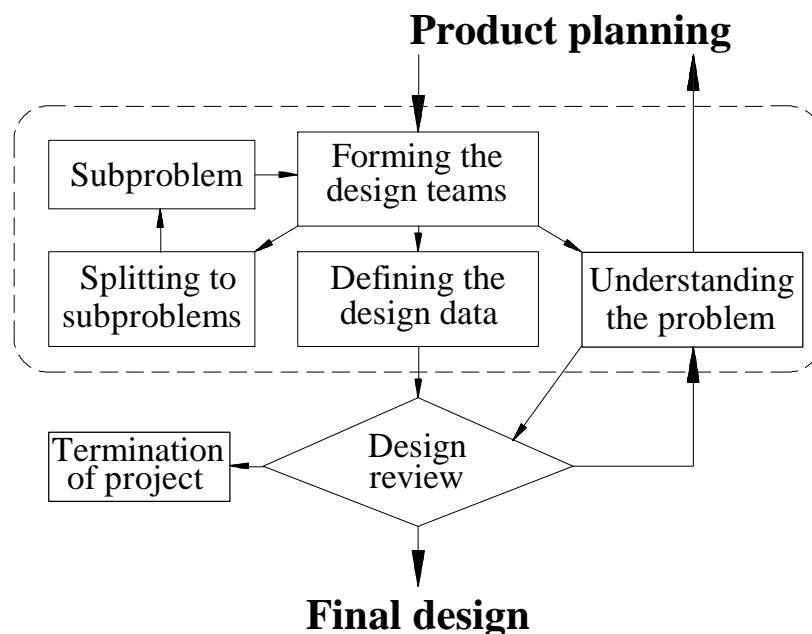 Product planning
Forming the
design teams
Subproblem
Splitting to
subproblems
Defining the
design data
Understanding
the problem
Termination
of project
Design
review
Final design